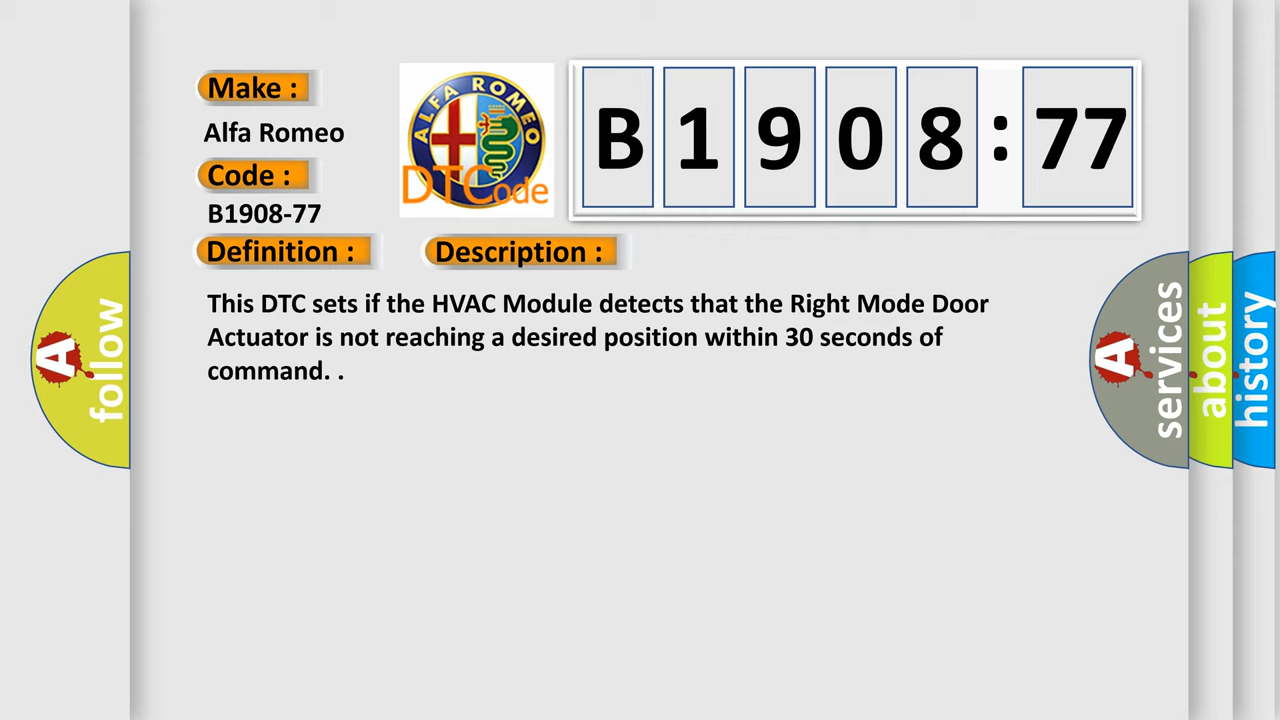 Make :
Alfa Romeo
Code :
B1908-77
ALFA ROMEO
DTCode
B 1 9 0 8 : 77
Definition :
Description :
This DTC sets if the HVAC Module detects that the Right Mode Door
Actuator is not reaching a desired position within 30 seconds of
command. .
A follow
A services
about
history